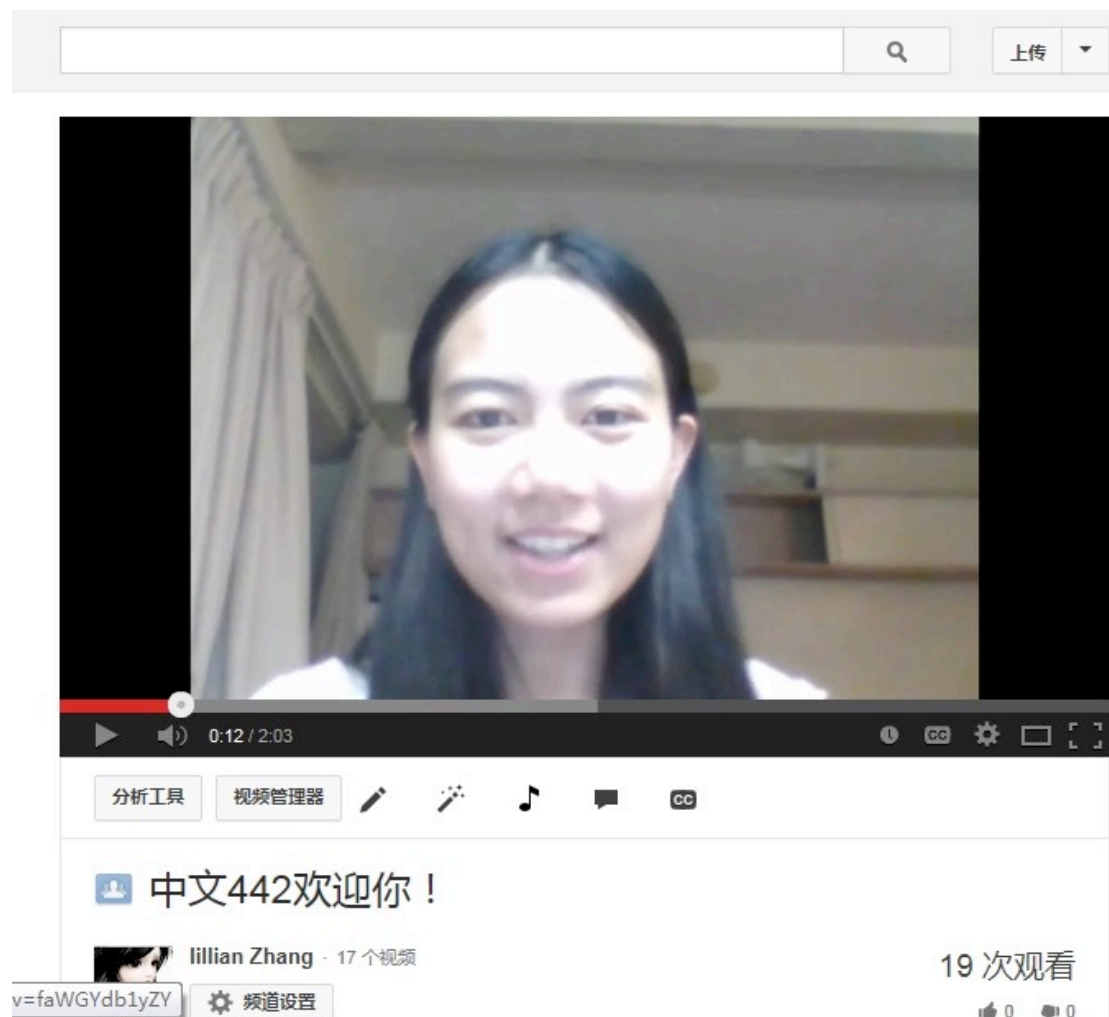 上传
0:12 / 2:03
CC
分析工具 视频管理器
CC
中文442欢迎你！
lillian Zhang · 17 个视频
19 次观看
v=faWGYdb1yZY
频道设置
0 0